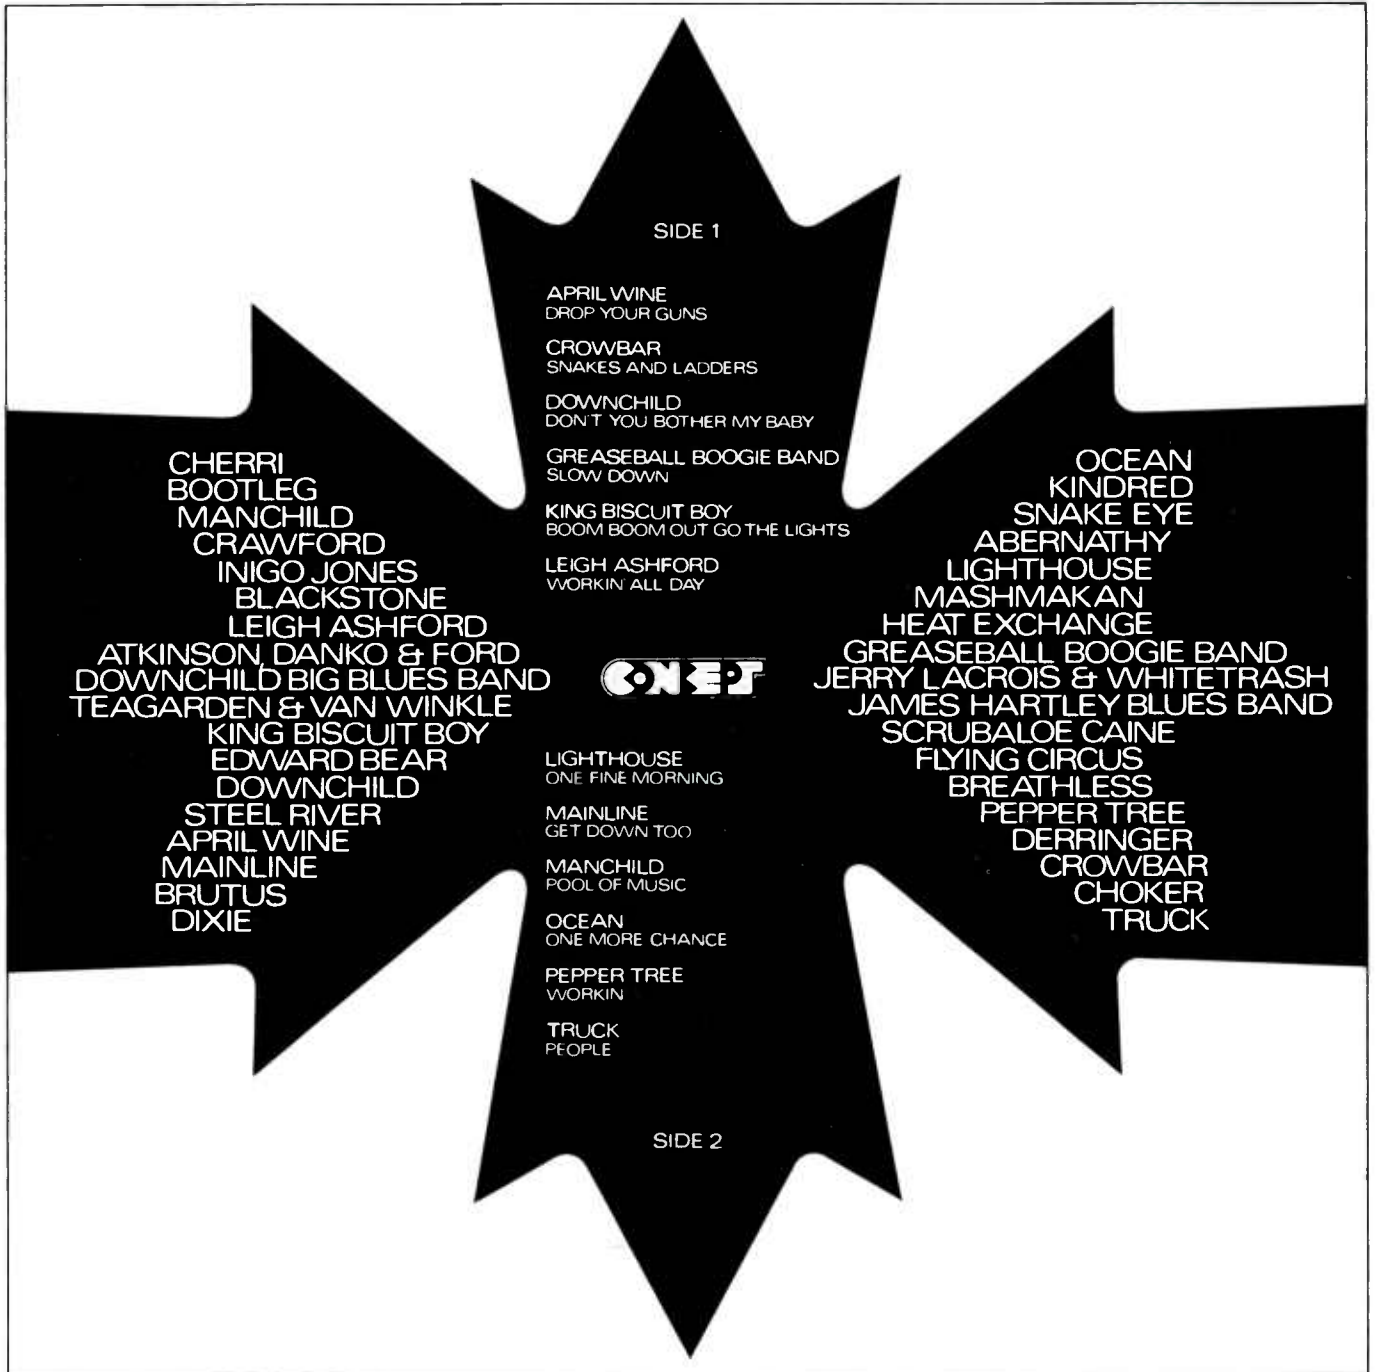 SIDE 1
APRIL WINE
DROP YOUR GUNS
CROWBAR
SNAKES AND LADDERS
DOWNCHILD
DON'T YOU BOTHER MY BABY
GREASEBALL BOOGIE BAND
SLOW DOWN
KING BISCUIT BOY
BOOM BOOM OUT GO THE LIGHTS
LEIGH ASHFORD
WORKIN' ALL DAY
CHERRI
BOOTLEG
MANCHILD
CRAWFORD
INIGO JONES
BLACKSTONE
LEIGH ASHFORD
ATKINSON, DANKO & FORD
DOWNCHILD BIG BLUES BAND
TEAGARDEN & VAN WINKLE
KING BISCUIT BOY
EDWARD BEAR
DOWNCHILD
STEEL RIVER
APRIL WINE
MAINLINE
BRUTUS
DIXIE
CONCEPT
OCEAN
KINDRED
SNAKE EYE
ABERNATHY
LIGHTHOUSE
MASHMAKAN
HEAT EXCHANGE
GREASEBALL BOOGIE BAND
JERRY LACROIS & WHITETRASH
JAMES HARTLEY BLUES BAND
SCRUBALOE CAINE
FLYING CIRCUS
BREATHLESS
PEPPER TREE
DERRINGER
CROWBAR
CHOKER
TRUCK
LIGHTHOUSE
ONE FINE MORNING
MAINLINE
GET DOWN TOO
MANCHILD
POOL OF MUSIC
OCEAN
ONE MORE CHANCE
PEPPER TREE
WORKIN
TRUCK
PEOPLE
SIDE 2